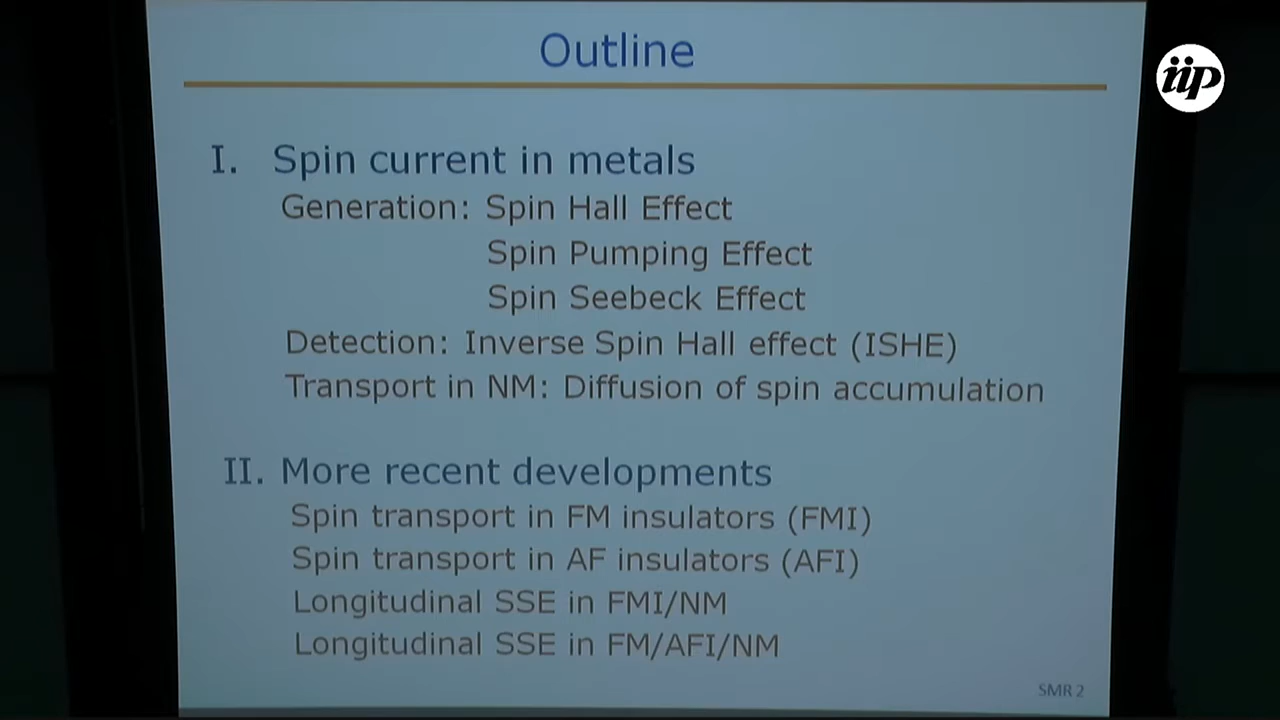 Outline
iip
I. Spin current in metals
Generation: Spin Hall Effect
Spin Pumping Effect
Spin Seebeck Effect
Detection: Inverse Spin Hall effect (ISHE)
Transport in NM: Diffusion of spin accumulation
II. More recent developments
Spin transport in FM insulators (FMI)
Spin transport in AF insulators (AFI)
Longitudinal SSE in FMI/NM
Longitudinal SSE in FM/AFI/NM
SMR 2